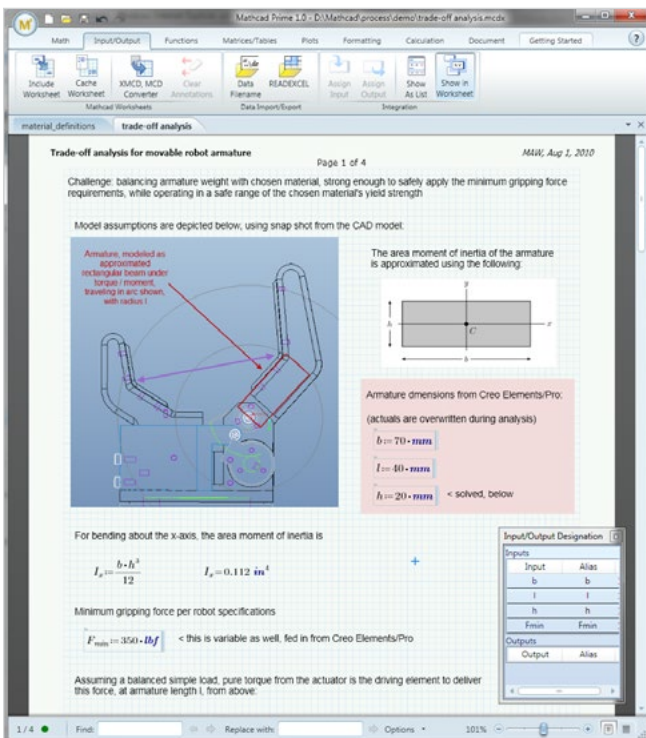 Mathcad Prime 1.0 - D:\Mathcad\process\demo\trade-off analysis.mcdx
Math Input/Output Functions Matrices/Tables Plots Formatting Calculation Document Getting Started
Include Worksheet
Cache Worksheet
XMCD, MCD Converter
Clear Annotations
Data Filename
READEXCEL
Assign Input
Assign Output
Show As List
Show in Worksheet
Mathcad Worksheets Data Import/Export Integration
material_definitions trade-off analysis
Trade-off analysis for movable robot armature
MAW, Aug 1, 2010
Page 1 of 4
Challenge: balancing armature weight with chosen material, strong enough to safely apply the minimum gripping force
requirements, while operating in a safe range of the chosen material's yield strength
Model assumptions are depicted below, using snap shot from the CAD model:
Armature, modeled as
approximated
rectangular beam under
torque / moment,
traveling in arc shown,
with radius l
The area moment of inertia of the armature
is approximated using the following:
y
h
C
x
b
Armature dmensions from Creo Elements/Pro:
(actuals are overwritten during analysis)
b:=70·mm
l:=40·mm
h:=20·mm < solved, below
For bending about the x-axis, the area moment of inertia is
Iₓ:=b·h³/12 Iₓ=0.112 in⁴
Minimum gripping force per robot specifications
Fmin:=350·lbf < this is variable as well, fed in from Creo Elements/Pro
Assuming a balanced simple load, pure torque from the actuator is the driving element to deliver
this force, at armature length l, from above:
Input/Output Designation
Inputs
Input Alias
b b
l l
h h
Fmin Fmin
Outputs
Output Alias
1 / 4 Find: Replace with: Options 101%